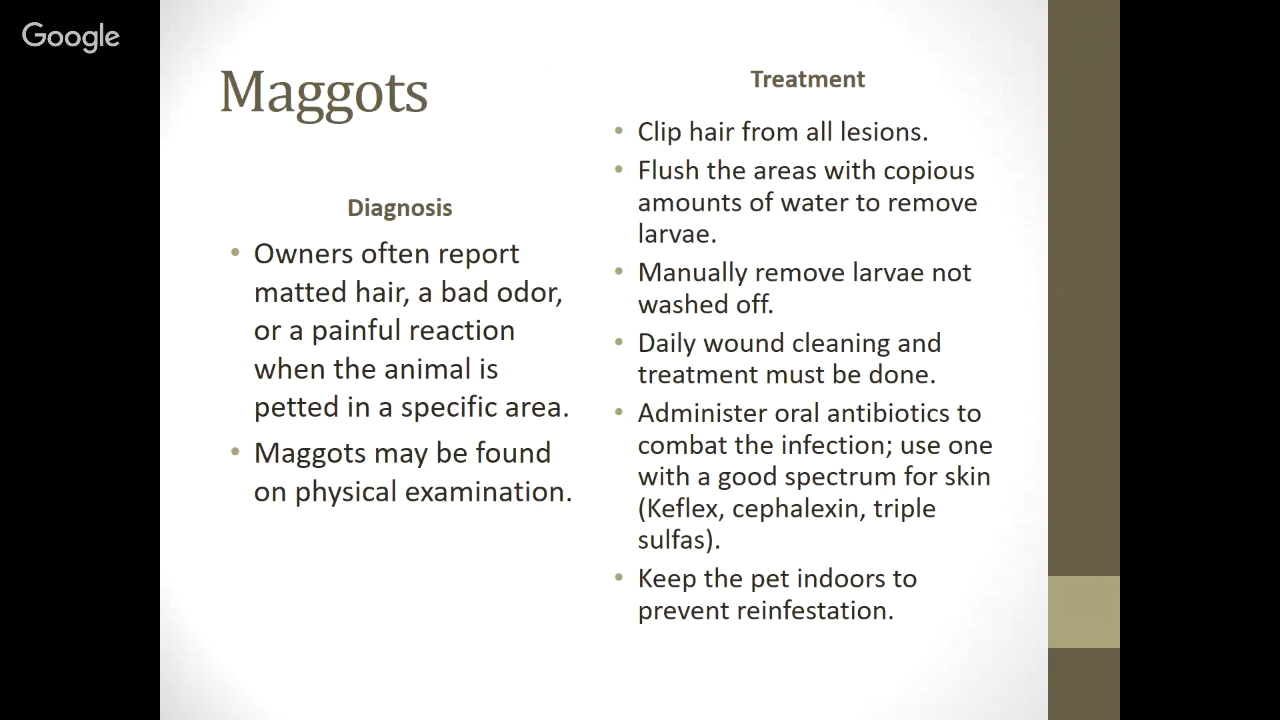 Google
Maggots
Diagnosis
• Owners often report
matted hair, a bad odor,
or a painful reaction
when the animal is
petted in a specific area.
• Maggots may be found
on physical examination.
Treatment
• Clip hair from all lesions.
• Flush the areas with copious
amounts of water to remove
larvae.
• Manually remove larvae not
washed off.
• Daily wound cleaning and
treatment must be done.
• Administer oral antibiotics to
combat the infection; use one
with a good spectrum for skin
(Keflex, cephalexin, triple
sulfas).
• Keep the pet indoors to
prevent reinfestation.